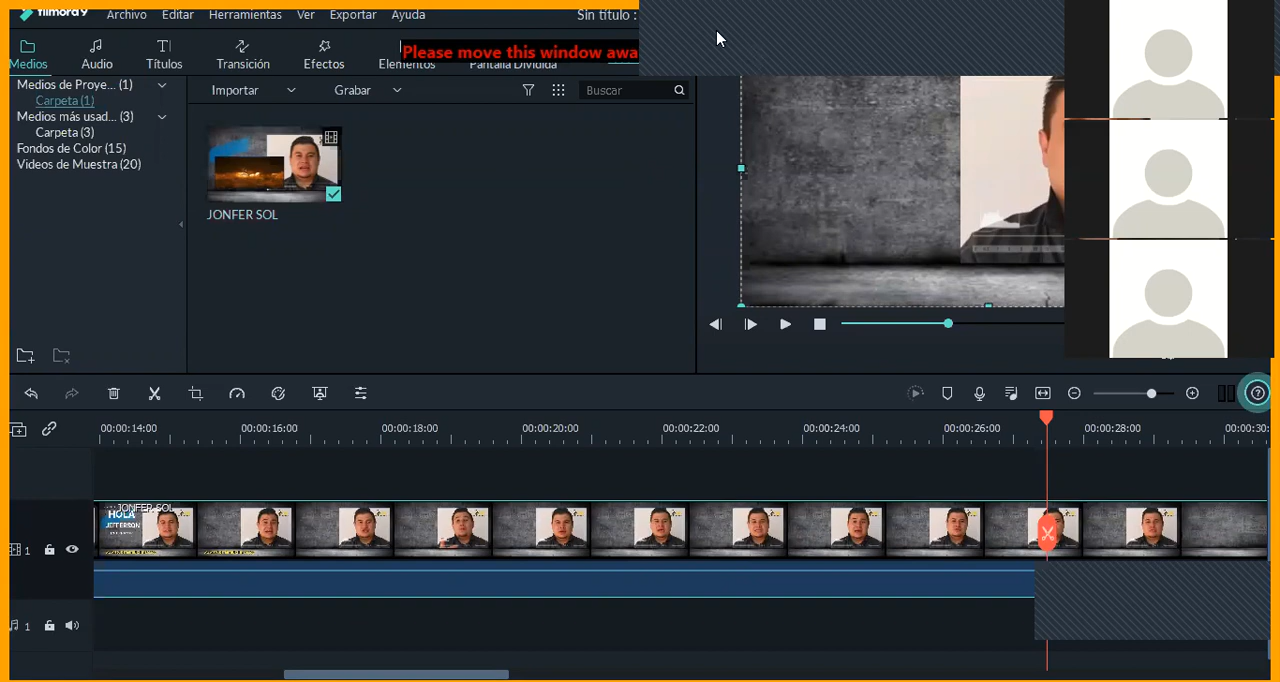 filmora9 Archivo Editar Herramientas Ver Exportar Ayuda Sin título :
Medios Audio Títulos Transición Efectos Elementos Pantalla Dividida
Please move this window awa
Medios de Proye... (1)
Carpeta (1)
Medios más usad... (3)
Carpeta (3)
Fondos de Color (15)
Videos de Muestra (20)
Importar Grabar Buscar
JONFER SOL
00:00:14:00 00:00:16:00 00:00:18:00 00:00:20:00 00:00:22:00 00:00:24:00 00:00:26:00 00:00:28:00 00:00:30:
JONFER SOL
HOLA
JEFFERSON
1
1